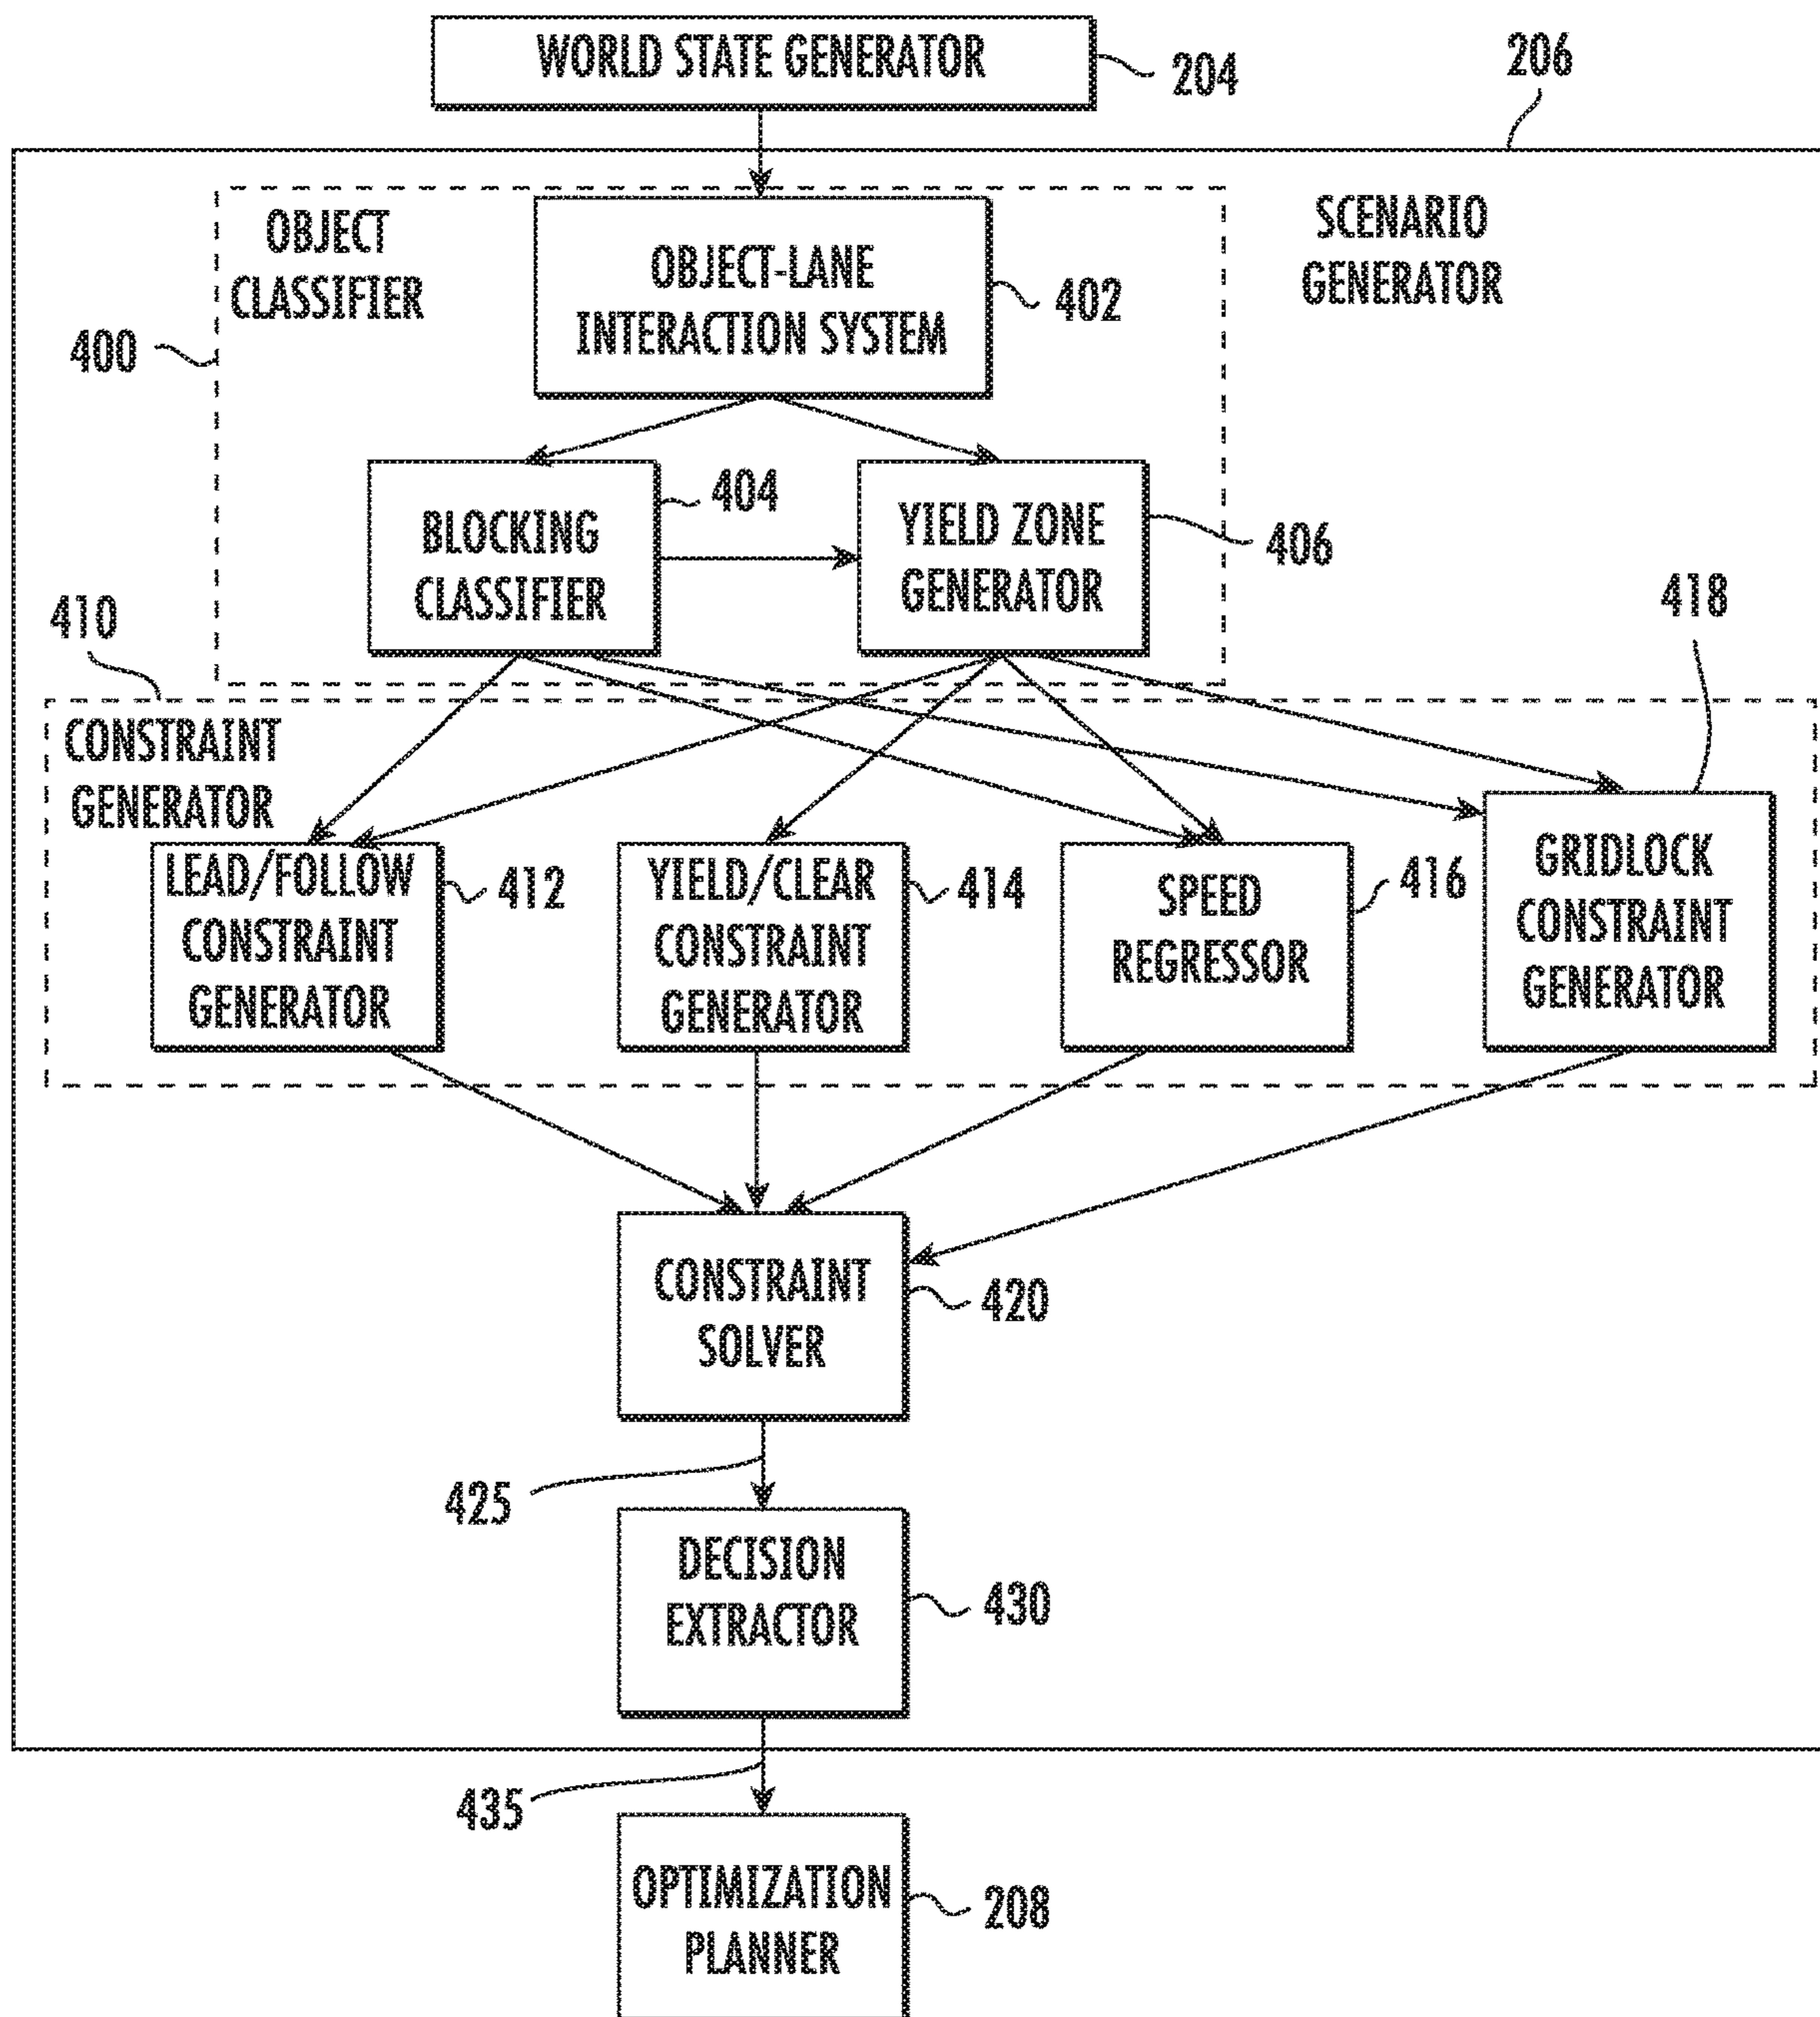 WORLD STATE GENERATOR
204
206
OBJECT
CLASSIFIER
SCENARIO
GENERATOR
OBJECT-LANE
INTERACTION SYSTEM
402
400
BLOCKING
CLASSIFIER
404
YIELD ZONE
GENERATOR
406
410
418
CONSTRAINT
GENERATOR
LEAD/FOLLOW
CONSTRAINT
GENERATOR
412
YIELD/CLEAR
CONSTRAINT
GENERATOR
414
SPEED
REGRESSOR
416
GRIDLOCK
CONSTRAINT
GENERATOR
CONSTRAINT
SOLVER
420
425
DECISION
EXTRACTOR
430
435
OPTIMIZATION
PLANNER
208